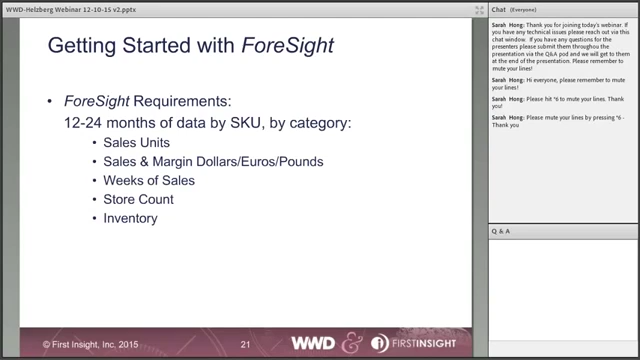 WWD-Helzberg Webinar 12-10-15 v2.pptx
Getting Started with ForeSight
• ForeSight Requirements:
12-24 months of data by SKU, by category:
• Sales Units
• Sales & Margin Dollars/Euros/Pounds
• Weeks of Sales
• Store Count
• Inventory
© First Insight, Inc. 2015
21
WWD & FIRSTINSIGHT
Chat (Everyone)
Sarah Hong: Thank you for joining today's webinar. If
you have any technical issues please reach out via this
chat window. If you have any questions for the
presenters please submit them throughout the
presentation via the Q&A pod and we will get to them
at the end of the presentation. Please remember to
mute your lines!
Sarah Hong: Hi everyone, please remember to mute
your lines!
Sarah Hong: Please hit *6 to mute your lines. Thank
you!
Sarah Hong: Please mute your lines by pressing *6 -
Thank you
Q & A